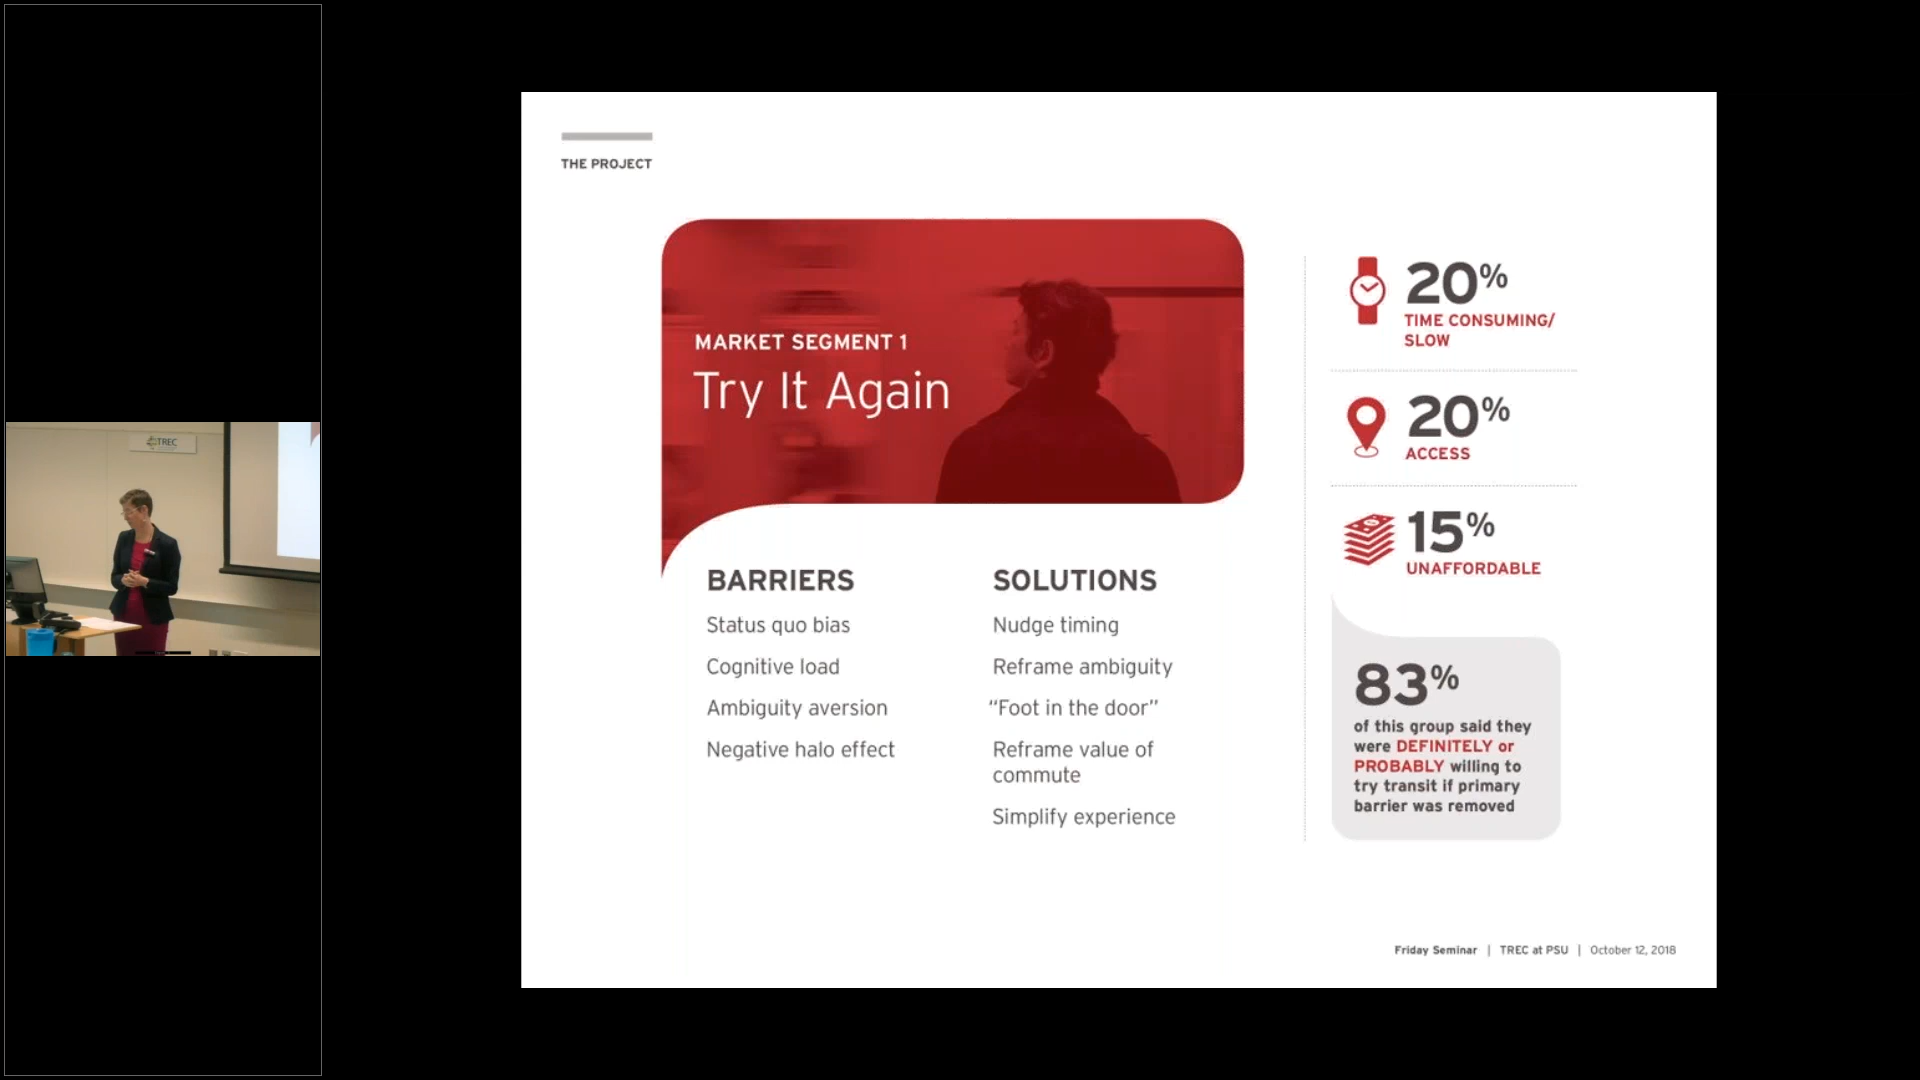 TREC
THE PROJECT
MARKET SEGMENT 1
Try It Again
BARRIERS
Status quo bias
Cognitive load
Ambiguity aversion
Negative halo effect
SOLUTIONS
Nudge timing
Reframe ambiguity
“Foot in the door”
Reframe value of
commute
Simplify experience
20%
TIME CONSUMING/
SLOW
20%
ACCESS
15%
UNAFFORDABLE
83%
of this group said they
were DEFINITELY or
PROBABLY willing to
try transit if primary
barrier was removed
Friday Seminar | TREC at PSU | October 12, 2018